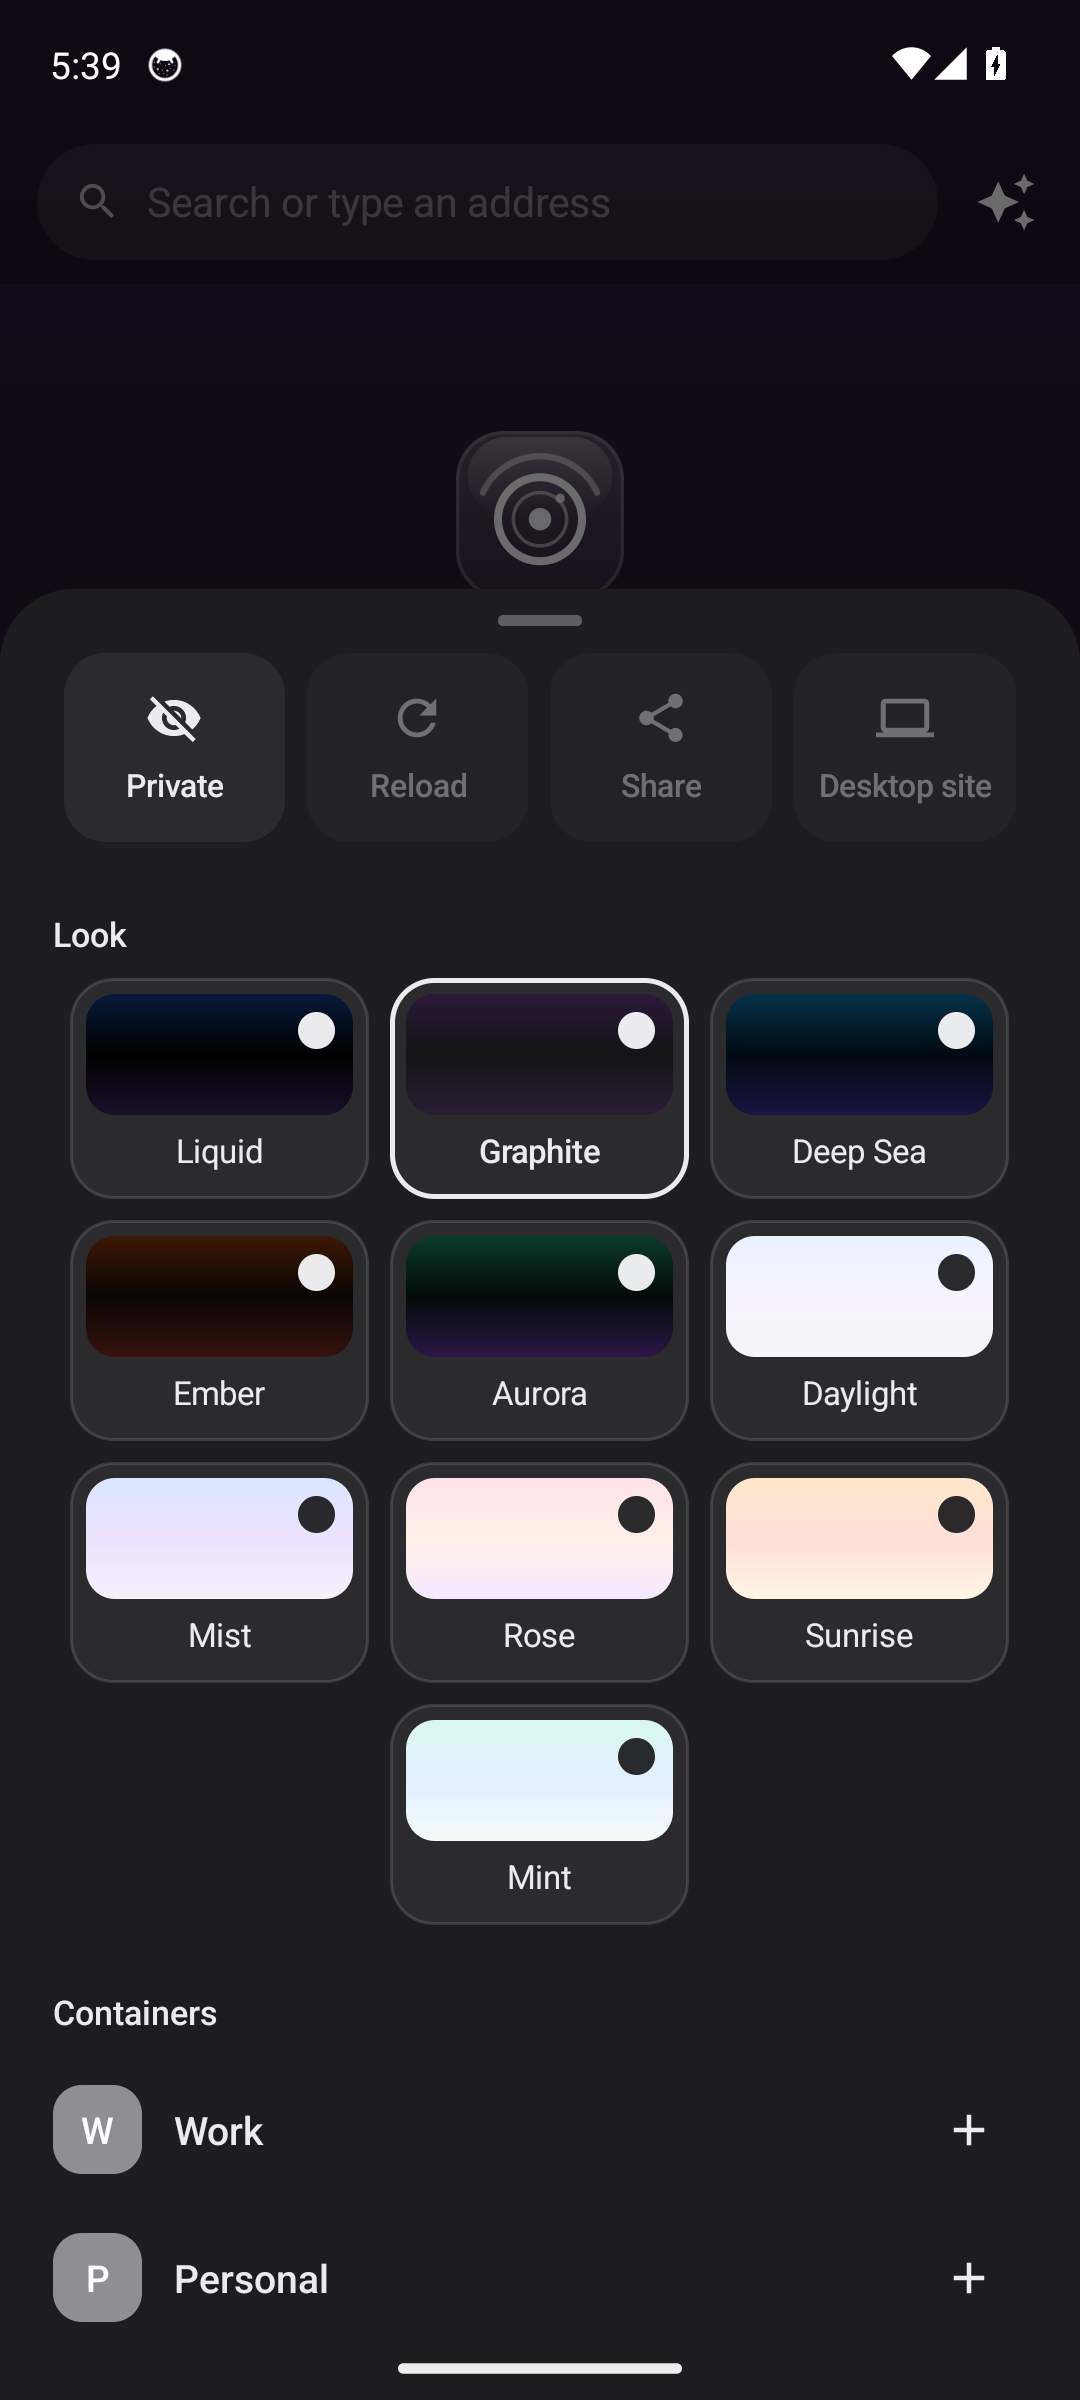 5:39
Search or type an address
Private
Reload
Share
Desktop site
Look
Liquid
Graphite
Deep Sea
Ember
Aurora
Daylight
Mist
Rose
Sunrise
Mint
Containers
W
Work
P
Personal